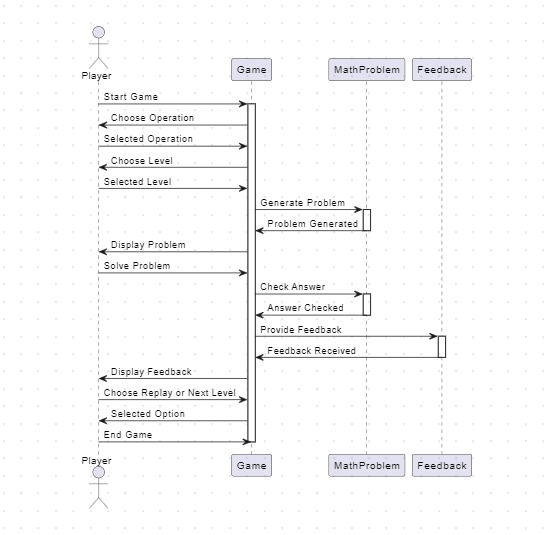 Player
Game
MathProblem
Feedback
Start Game
Choose Operation
Selected Operation
Choose Level
Selected Level
Generate Problem
Problem Generated
Display Problem
Solve Problem
Check Answer
Answer Checked
Provide Feedback
Feedback Received
Display Feedback
Choose Replay or Next Level
Selected Option
End Game
Player
Game
MathProblem
Feedback